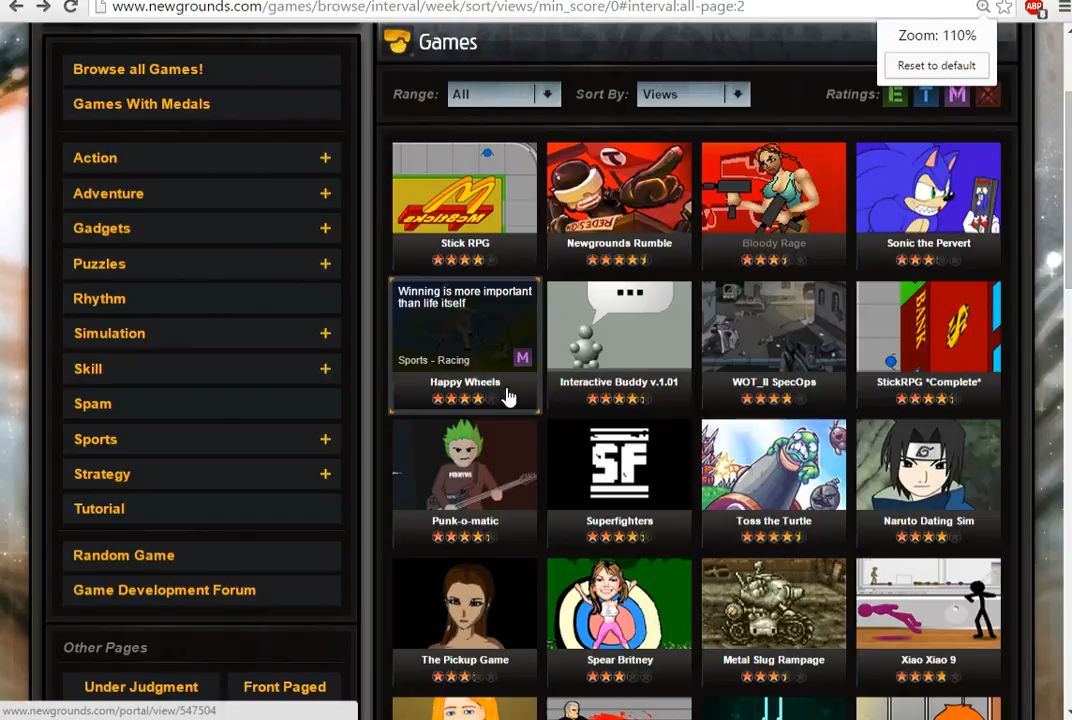 www.newgrounds.com/games/browse/interval/week/sort/views/min_score/0#interval:all-page:2
ABP
Zoom: 110%
Reset to default
Games
Range:
All
Sort By:
Views
Ratings:
E
T
M
Browse all Games!
Games With Medals
Action +
Adventure +
Gadgets +
Puzzles +
Rhythm
Simulation +
Skill +
Spam
Sports +
Strategy +
Tutorial
Random Game
Game Development Forum
Other Pages
Under Judgment
Front Paged
Stick RPG
REDESIGN
Newgrounds Rumble
Bloody Rage
Sonic the Pervert
Winning is more important
than life itself
Sports - Racing
M
Happy Wheels
...
Interactive Buddy v.1.01
WOT_II SpecOps
BANK
$
StickRPG *Complete*
Punk-o-matic
SF
Superfighters
Toss the Turtle
Naruto Dating Sim
The Pickup Game
Spear Britney
Metal Slug Rampage
Xiao Xiao 9
www.newgrounds.com/portal/view/547504